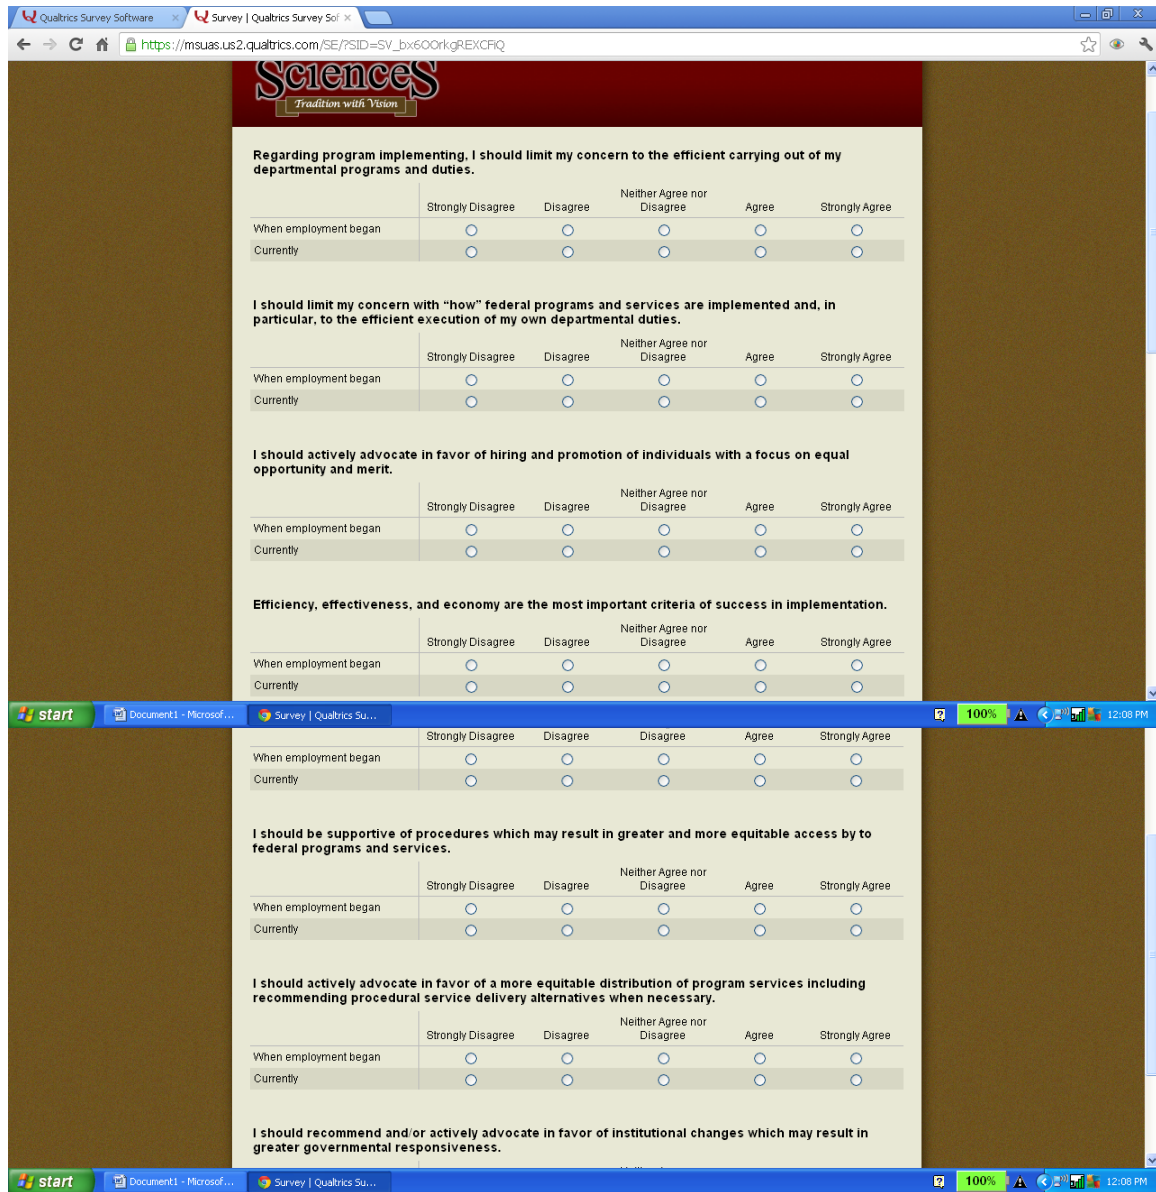 Qualtrics Survey Software
Survey | Qualtrics Survey Sof
https://msuas.us2.qualtrics.com/SE/?SID=SV_bx6OOrkgREXCFiQ
Sciences
Tradition with Vision
Regarding program implementing, I should limit my concern to the efficient carrying out of my
departmental programs and duties.
Neither Agree nor
Strongly Disagree Disagree Disagree Agree Strongly Agree
When employment began
Currently
I should limit my concern with “how” federal programs and services are implemented and, in
particular, to the efficient execution of my own departmental duties.
Neither Agree nor
Strongly Disagree Disagree Disagree Agree Strongly Agree
When employment began
Currently
I should actively advocate in favor of hiring and promotion of individuals with a focus on equal
opportunity and merit.
Neither Agree nor
Strongly Disagree Disagree Disagree Agree Strongly Agree
When employment began
Currently
Efficiency, effectiveness, and economy are the most important criteria of success in implementation.
Neither Agree nor
Strongly Disagree Disagree Disagree Agree Strongly Agree
When employment began
Currently
start Document1 - Microsof... Survey | Qualtrics Su... 100% 12:08 PM
Strongly Disagree Disagree Disagree Agree Strongly Agree
When employment began
Currently
I should be supportive of procedures which may result in greater and more equitable access by to
federal programs and services.
Neither Agree nor
Strongly Disagree Disagree Disagree Agree Strongly Agree
When employment began
Currently
I should actively advocate in favor of a more equitable distribution of program services including
recommending procedural service delivery alternatives when necessary.
Neither Agree nor
Strongly Disagree Disagree Disagree Agree Strongly Agree
When employment began
Currently
I should recommend and/or actively advocate in favor of institutional changes which may result in
greater governmental responsiveness.
start Document1 - Microsof... Survey | Qualtrics Su... 100% 12:08 PM